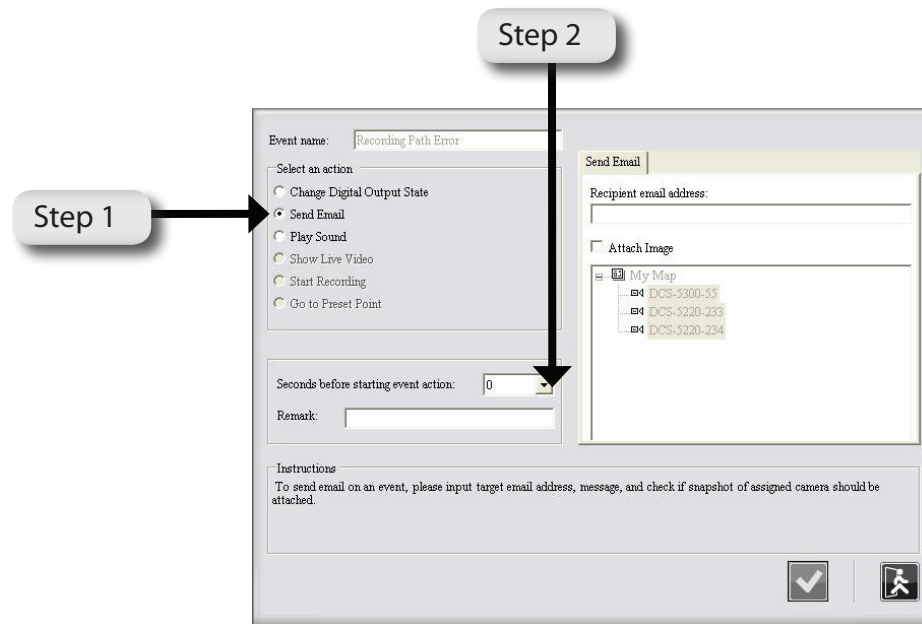 Step 2
Step 1
Event name: Recording Path Error
Select an action
Change Digital Output State
Send Email
Play Sound
Show Live Video
Start Recording
Go to Preset Point
Seconds before starting event action: 0
Remark:
Send Email
Recipient email address:
Attach Image
My Map
DCS-5300-55
DCS-5220-233
DCS-5220-234
Instructions
To send email on an event, please input target email address, message, and check if snapshot of assigned camera should be
attached.